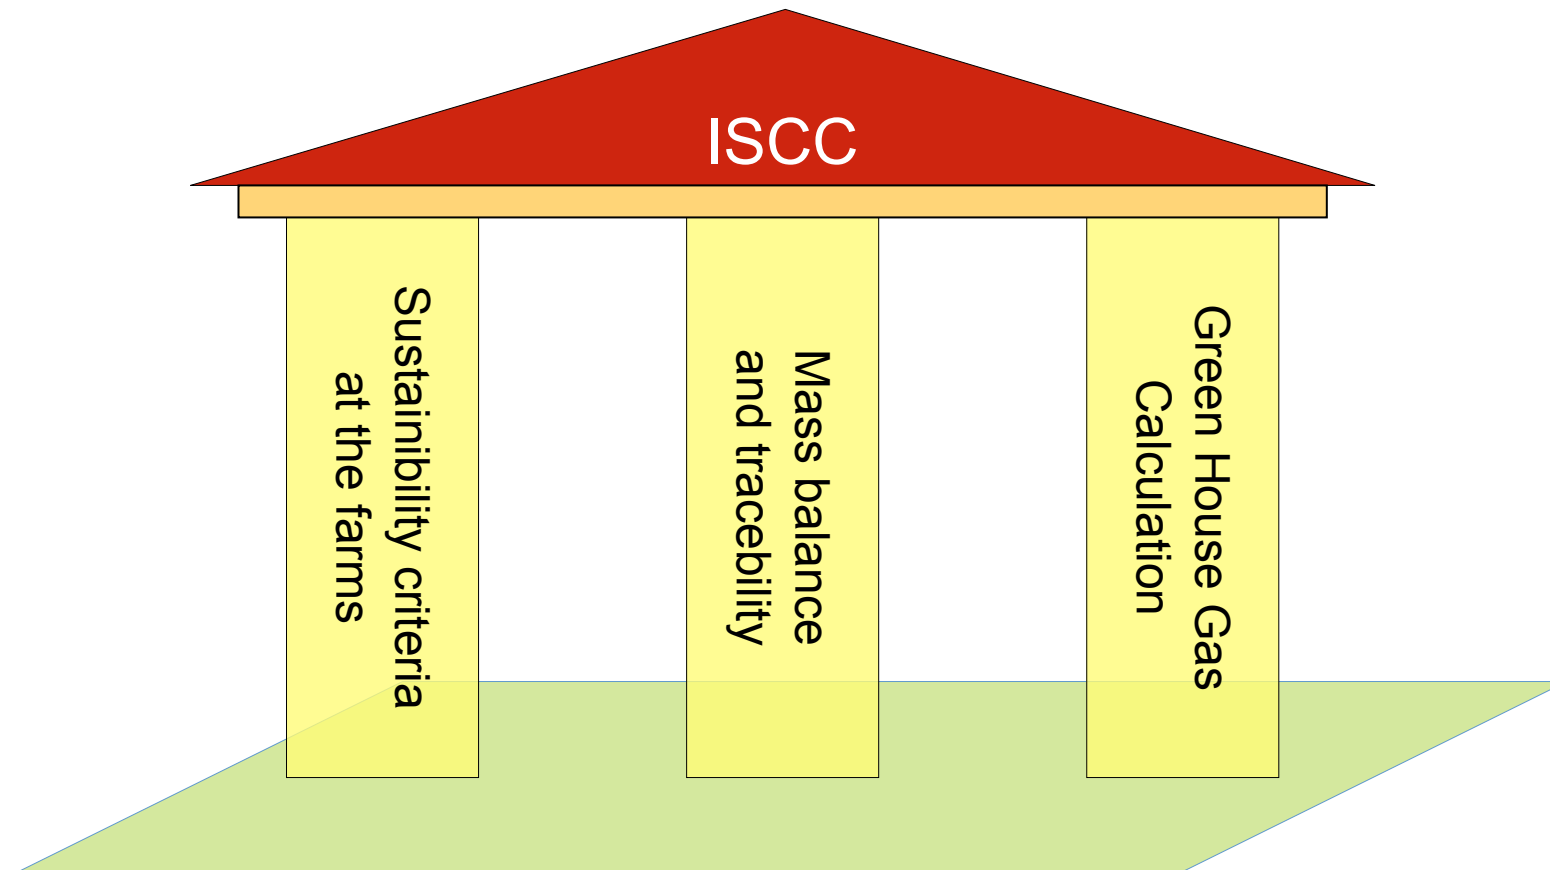 ISCC
Sustainibility criteria
at the farms
Mass balance
and tracebility
Green House Gas
Calculation